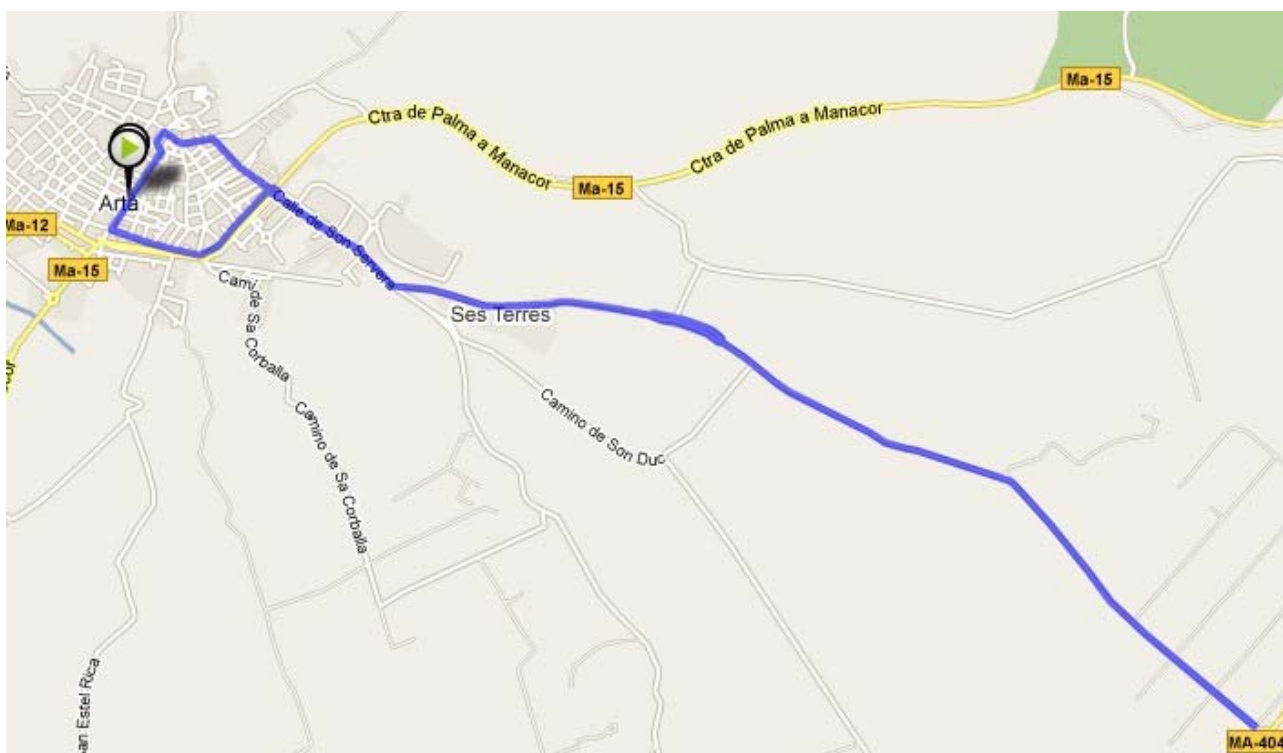 Ma-15
Ctra de Palma a Manacor
Ctra de Palma a Manacor
Ma-15
Arta
Calle de Son Servera
Ma-12
Ma-15
Cami de Sa Corballa
Ses Terres
Camino de Son Duc
Camino de Sa Corballa
MA-404